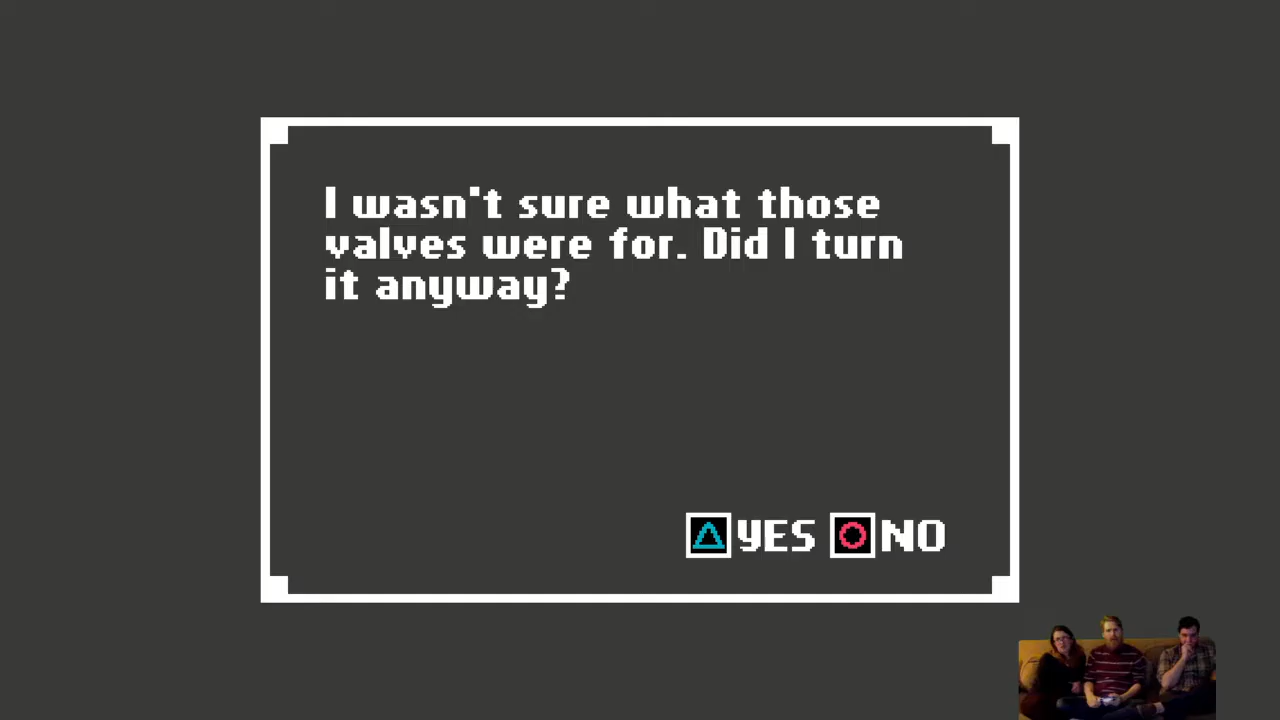 I wasn't sure what those
valves were for. Did I turn
it anyway?
YES NO